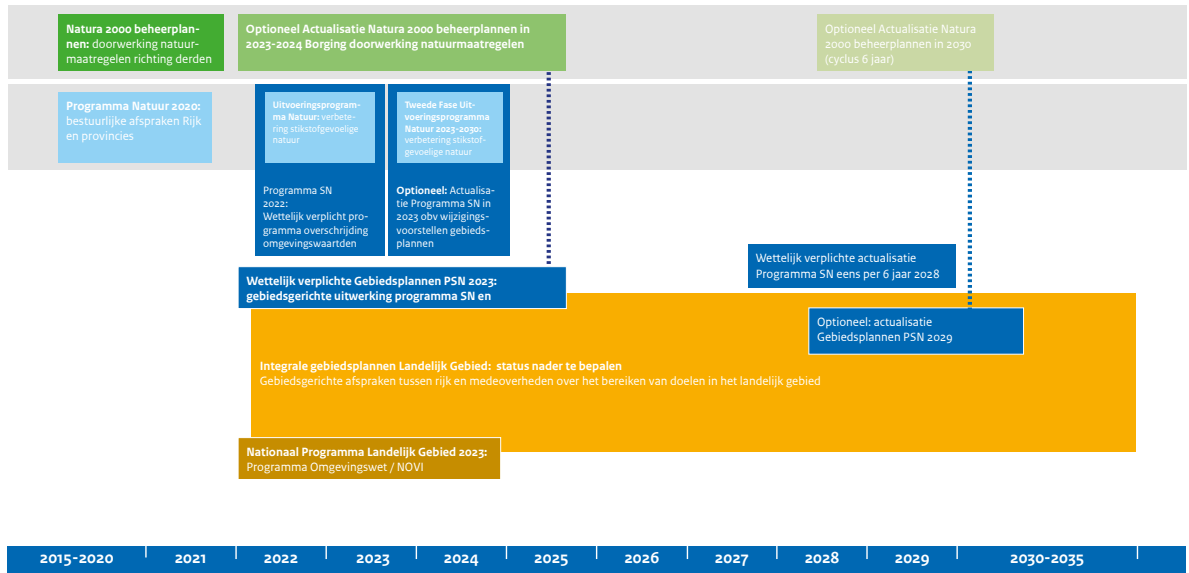 Natura 2000 beheerplan-
nen: doorwerking natuur-
maatregelen richting derden
Optioneel Actualisatie Natura 2000 beheerplannen in
2023-2024 Borging doorwerking natuurmaatregelen
Optioneel Actualisatie Natura
2000 beheerplannen in 2030
(cyclus 6 jaar)
Programma Natuur 2020:
bestuurlijke afspraken Rijk
en provincies
Uitvoeringsprogram-
ma Natuur: verbete-
ring stikstofgevoelige
natuur
Tweede Fase Uit-
voeringsprogramma
Natuur 2023-2030:
verbetering stikstof-
gevoelige natuur
Programma SN
2022:
Wettelijk verplicht pro-
gramma overschrijding
omgevingswaarden
Optioneel: Actualisa-
tie Programma SN in
2023 obv wijzigings-
voorstellen gebieds-
plannen
Wettelijk verplichte actualisatie
Programma SN eens per 6 jaar 2028
Wettelijk verplichte Gebiedsplannen PSN 2023:
gebiedsgerichte uitwerking programma SN en
Optioneel: actualisatie
Gebiedsplannen PSN 2029
Integrale gebiedsplannen Landelijk Gebied: status nader te bepalen
Gebiedsgerichte afspraken tussen rijk en medeoverheden over het bereiken van doelen in het landelijk gebied
Nationaal Programma Landelijk Gebied 2023:
Programma Omgevingswet / NOVI
2015-2020 2021 2022 2023 2024 2025 2026 2027 2028 2029 2030-2035